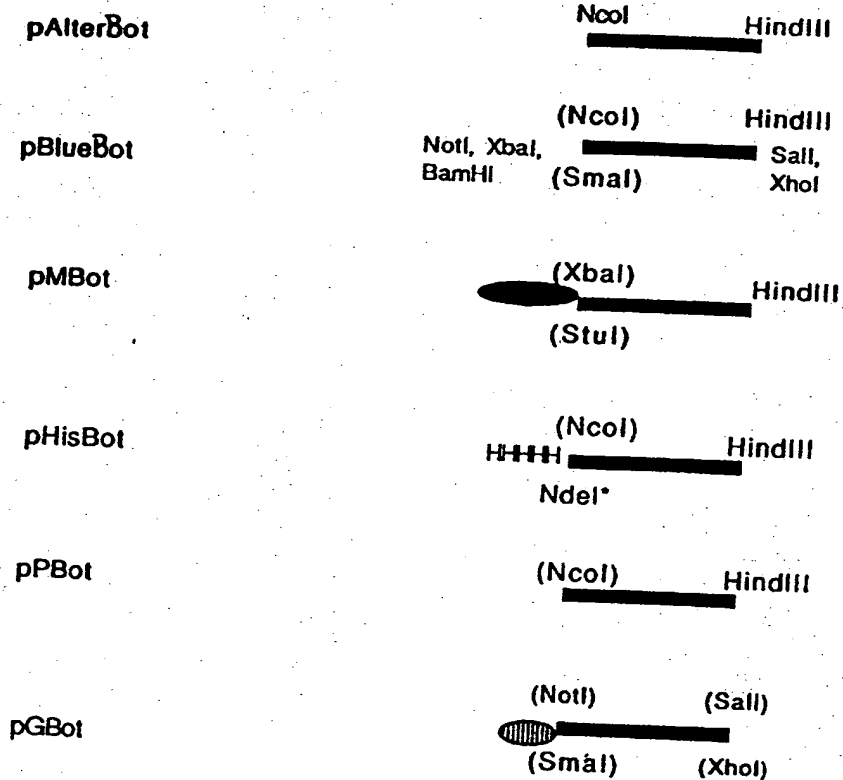 pAlterBot NcoI HindIII
(NcoI) HindIII
pBlueBot NotI, XbaI, SalI,
BamHI (SmaI) XhoI
pMBot (XbaI) HindIII
(StuI)
pHisBot (NcoI) HindIII
HHHHH
NdeI*
pPBot (NcoI) HindIII
(NotI) (SalI)
pGBot
(SmaI) (XhoI)